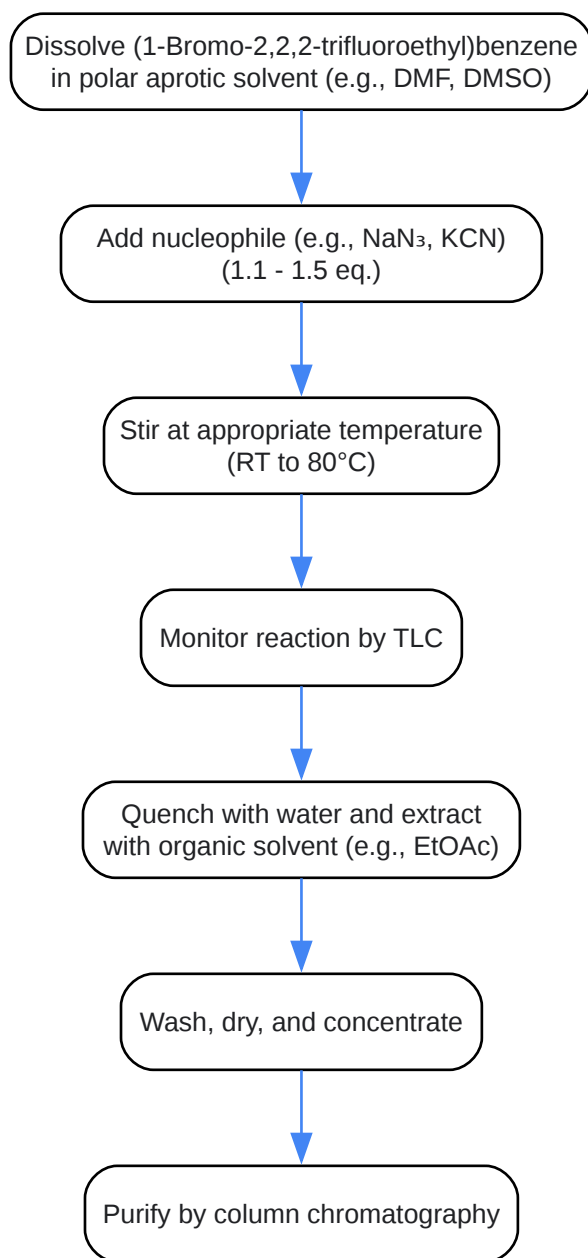 Dissolve (1-Bromo-2,2,2-trifluoroethyl)benzene
in polar aprotic solvent (e.g., DMF, DMSO)
Add nucleophile (e.g., NaN₃, KCN)
(1.1 - 1.5 eq.)
Stir at appropriate temperature
(RT to 80°C)
Monitor reaction by TLC
Quench with water and extract
with organic solvent (e.g., EtOAc)
Wash, dry, and concentrate
Purify by column chromatography